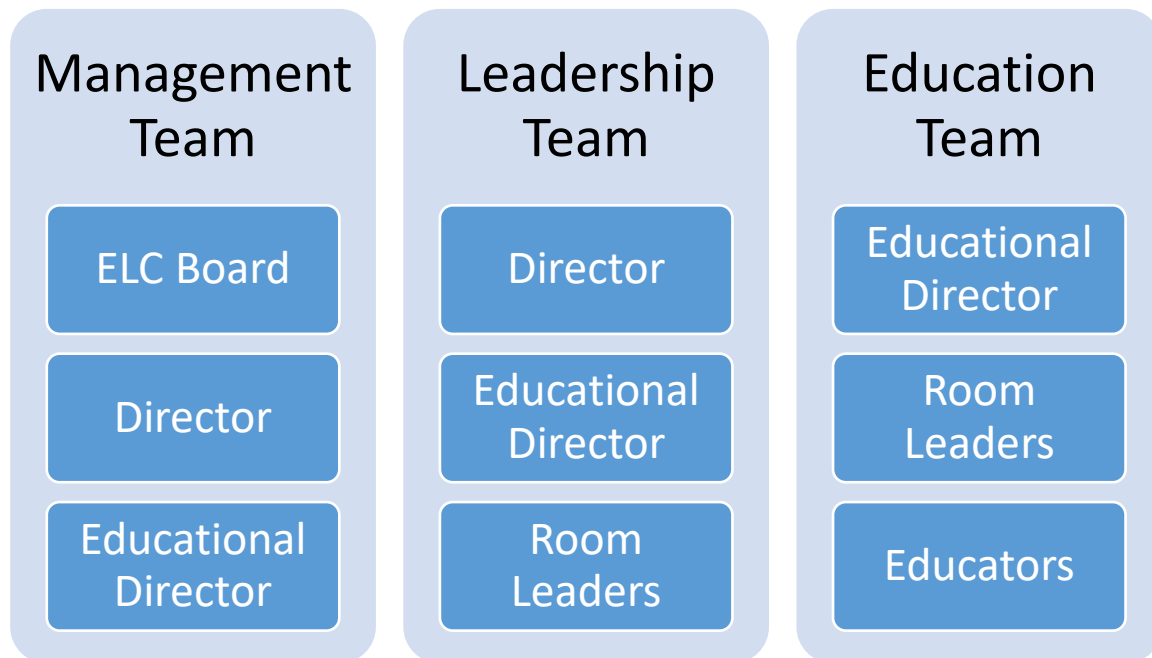 Management
Team
ELC Board
Director
Educational
Director
Leadership
Team
Director
Educational
Director
Room
Leaders
Education
Team
Educational
Director
Room
Leaders
Educators